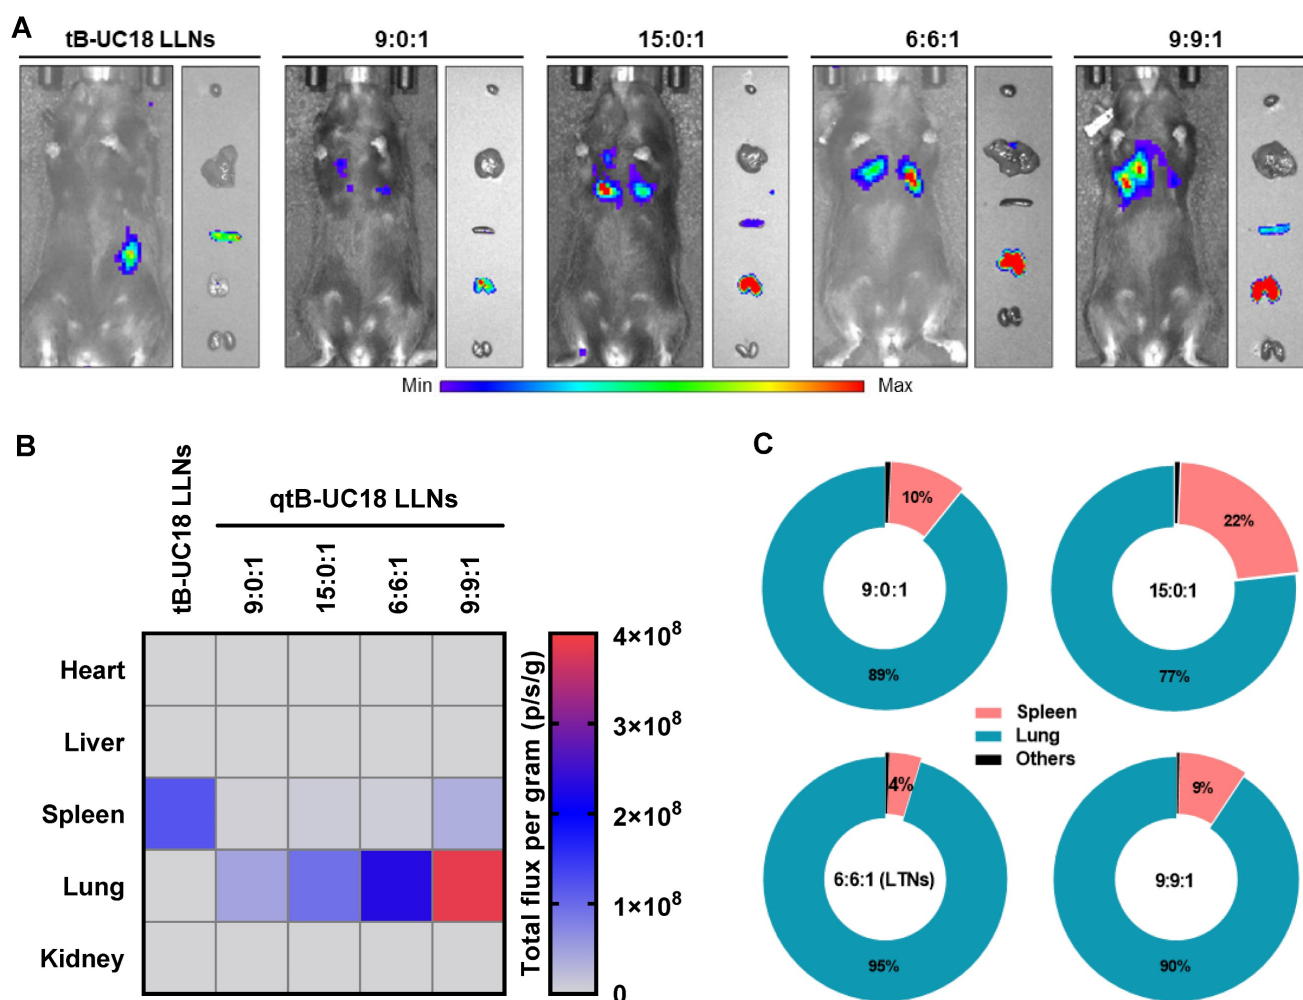 A
tB-UC18 LLNs
9:0:1
15:0:1
6:6:1
9:9:1
Min
Max
B
tB-UC18 LLNs
qtB-UC18 LLNs
9:0:1
15:0:1
6:6:1
9:9:1
Heart
Liver
Spleen
Lung
Kidney
Total flux per gram (p/s/g)
4×10⁸
3×10⁸
2×10⁸
1×10⁸
0
C
10%
9:0:1
89%
22%
15:0:1
77%
Spleen
Lung
Others
4%
6:6:1 (LTNs)
95%
9%
9:9:1
90%